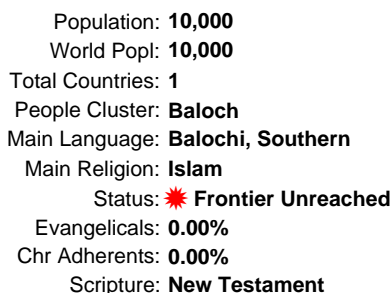 Population: 10,000
World Popl: 10,000
Total Countries: 1
People Cluster: Baloch
Main Language: Balochi, Southern
Main Religion: Islam
Status: Frontier Unreached
Evangelicals: 0.00%
Chr Adherents: 0.00%
Scripture: New Testament